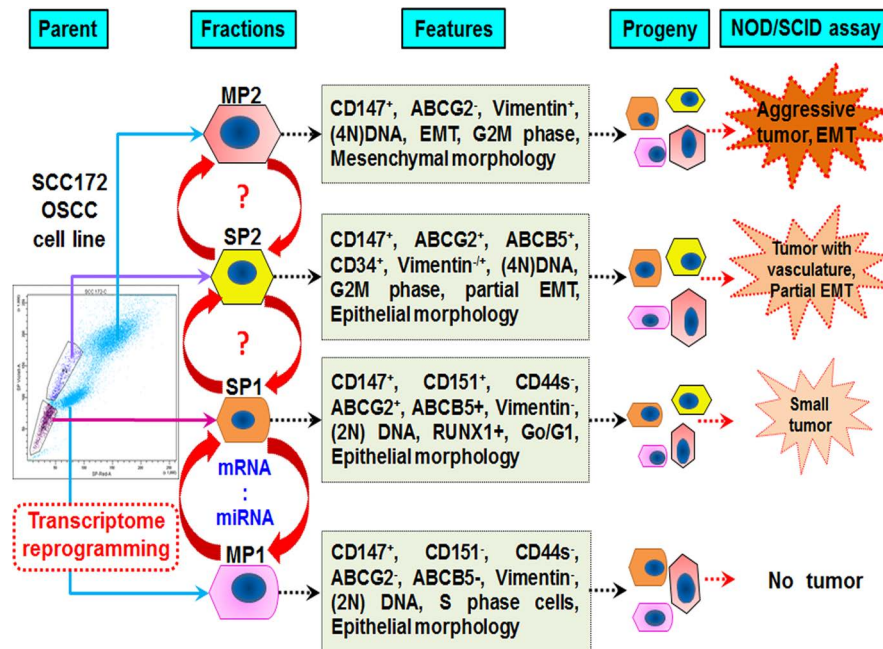 Parent
Fractions
Features
Progeny
NOD/SCID assay
MP2
CD147⁺, ABCG2⁻, Vimentin⁺,
(4N)DNA, EMT, G2M phase,
Mesenchymal morphology
Aggressive
tumor, EMT
SCC172
OSCC
cell line
?
SP2
CD147⁺, ABCG2⁺, ABCB5⁺,
CD34⁺, Vimentin⁻/⁺, (4N)DNA,
G2M phase, partial EMT,
Epithelial morphology
Tumor with
vasculature,
Partial EMT
SCC 172-C
?
SP1
CD147⁺, CD151⁺, CD44s⁻,
ABCG2⁺, ABCB5+, Vimentin⁻,
(2N) DNA, RUNX1+, Go/G1,
Epithelial morphology
Small
tumor
mRNA
:
miRNA
Transcriptome
reprogramming
MP1
CD147⁺, CD151⁻, CD44s⁻,
ABCG2⁻, ABCB5-, Vimentin⁻,
(2N) DNA, S phase cells,
Epithelial morphology
No tumor